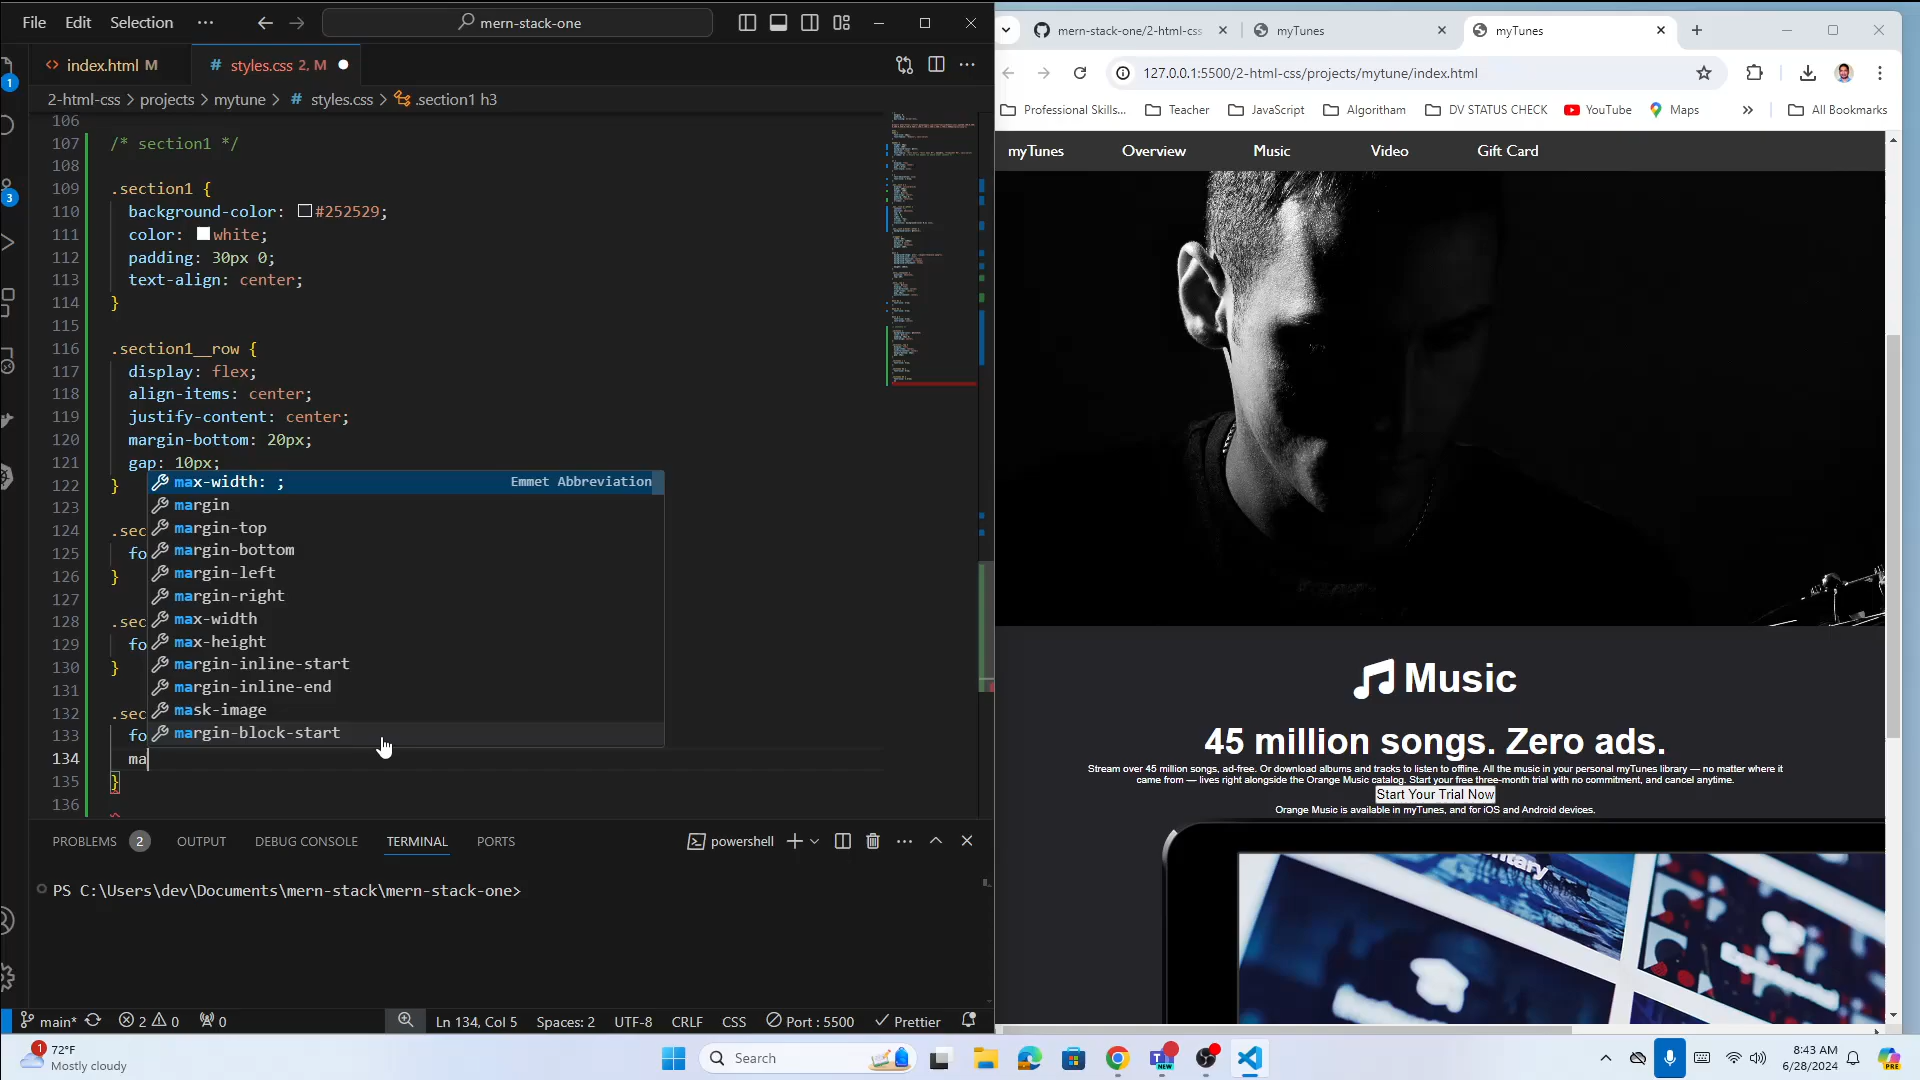 File Edit Selection ··· mern-stack-one
index.html M
# styles.css 2, M
2-html-css > projects > mytune > # styles.css > .section1 h3
106
107 /* section1 */
108
109 .section1 {
110 background-color: #252529;
111 color: white;
112 padding: 30px 0;
113 text-align: center;
114 }
115
116 .section1__row {
117 display: flex;
118 align-items: center;
119 justify-content: center;
120 margin-bottom: 20px;
121 gap: 10px;
122 }
max-width: ; Emmet Abbreviation
123
margin
124 .sec
margin-top
125 fo
margin-bottom
126 }
margin-left
127
margin-right
128 .sec
max-width
129 fo
max-height
130 }
margin-inline-start
131
margin-inline-end
132 .sec
mask-image
133 fo
margin-block-start
134 ma
135 }
136
PROBLEMS 2 OUTPUT DEBUG CONSOLE TERMINAL PORTS
powershell
PS C:\Users\dev\Documents\mern-stack\mern-stack-one>
main* 2 0 0 Ln 134, Col 5 Spaces: 2 UTF-8 CRLF CSS Port : 5500 Prettier
1
3
mern-stack-one/2-html-css
myTunes
myTunes
127.0.0.1:5500/2-html-css/projects/mytune/index.html
Professional Skills... Teacher JavaScript Algoritham DV STATUS CHECK YouTube Maps » All Bookmarks
myTunes Overview Music Video Gift Card
Music
45 million songs. Zero ads.
Stream over 45 million songs, ad-free. Or download albums and tracks to listen to offline. All the music in your personal myTunes library — no matter where it
came from — lives right alongside the Orange Music catalog. Start your free three-month trial with no commitment, and cancel anytime.
Start Your Trial Now
Orange Music is available in myTunes, and for iOS and Android devices.
1
72°F
Mostly cloudy
Search
NEW
8:43 AM
6/28/2024
PRE